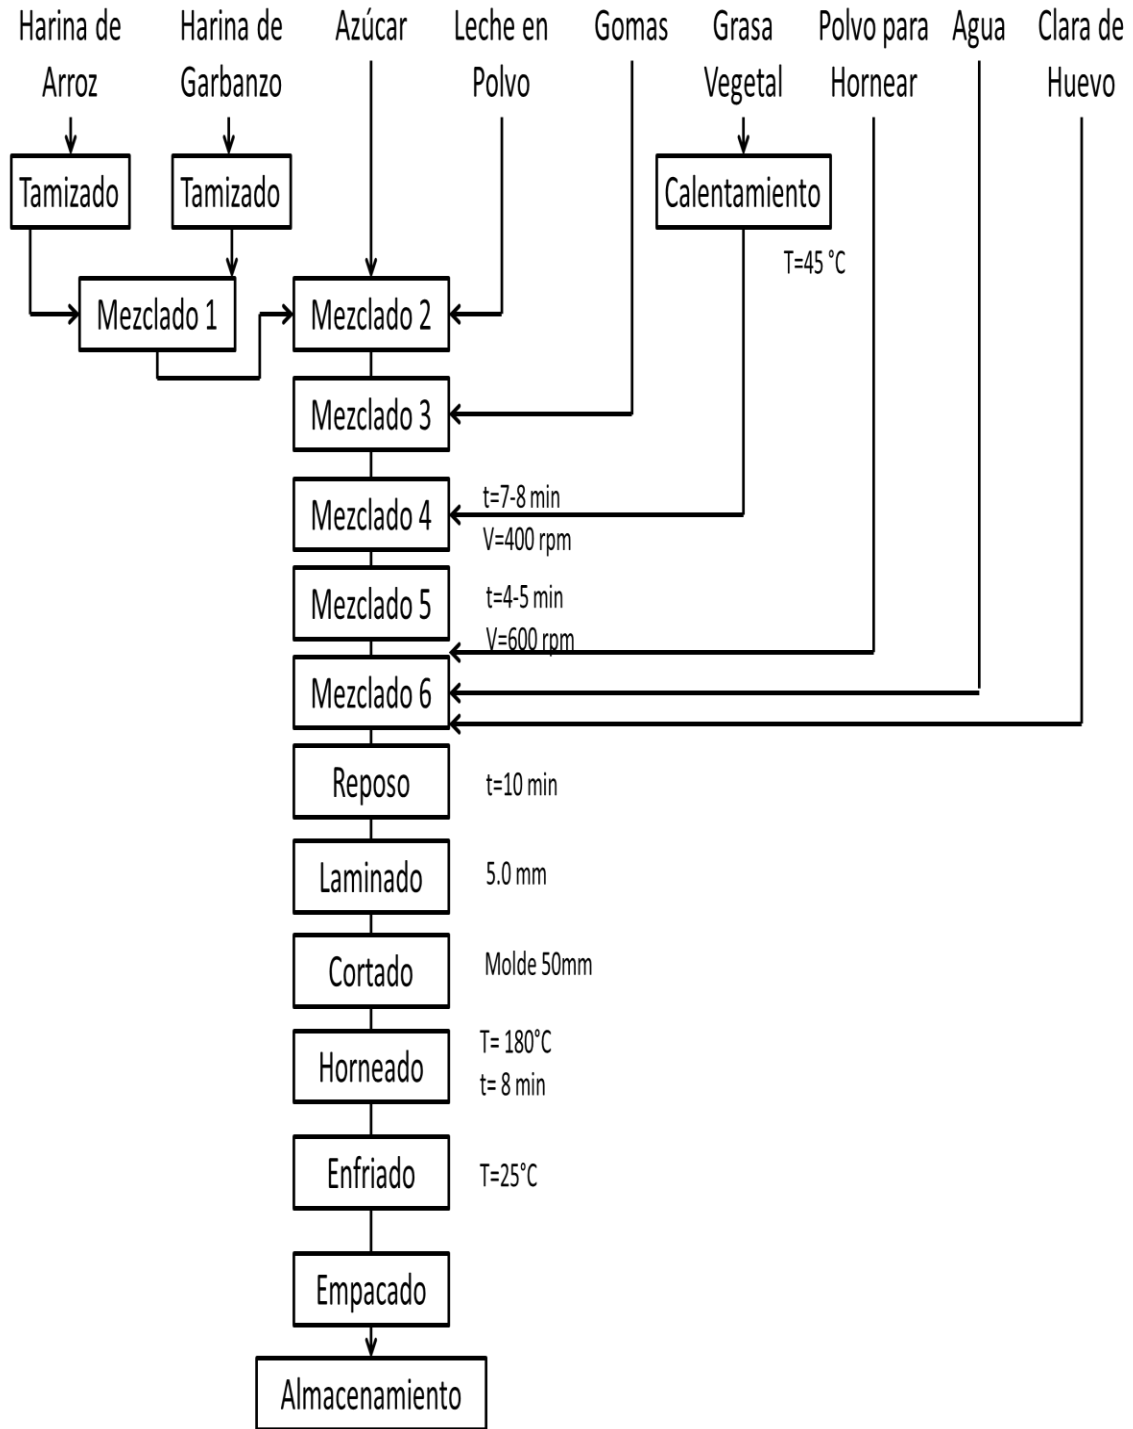 Harina de
Arroz
Harina de
Garbanzo
Azúcar
Leche en
Polvo
Gomas
Grasa
Vegetal
Polvo para
Hornear
Agua
Clara de
Huevo
Tamizado
Tamizado
Calentamiento
T=45 °C
Mezclado 1
Mezclado 2
Mezclado 3
Mezclado 4
t=7-8 min
V=400 rpm
Mezclado 5
t=4-5 min
V=600 rpm
Mezclado 6
Reposo
t=10 min
Laminado
5.0 mm
Cortado
Molde 50mm
Horneado
T= 180°C
t= 8 min
Enfriado
T=25°C
Empacado
Almacenamiento